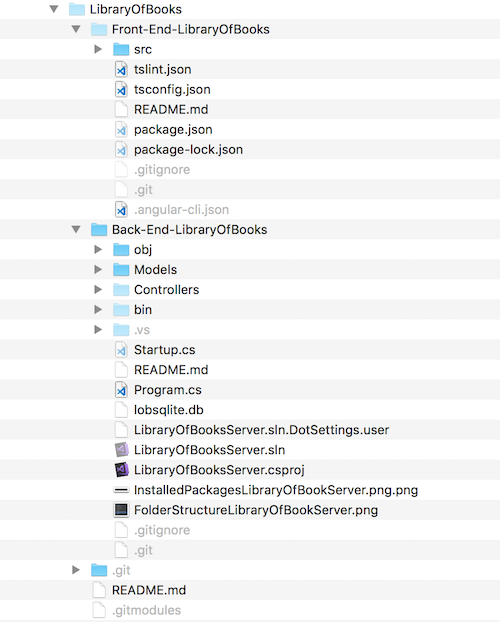 LibraryOfBooks
Front-End-LibraryOfBooks
src
tslint.json
tsconfig.json
README.md
package.json
package-lock.json
.gitignore
.git
.angular-cli.json
Back-End-LibraryOfBooks
obj
Models
Controllers
bin
.vs
Startup.cs
README.md
Program.cs
lobsqlite.db
LibraryOfBooksServer.sln.DotSettings.user
LibraryOfBooksServer.sln
LibraryOfBooksServer.csproj
InstalledPackagesLibraryOfBookServer.png.png
FolderStructureLibraryOfBookServer.png
.gitignore
.git
.git
README.md
.gitmodules